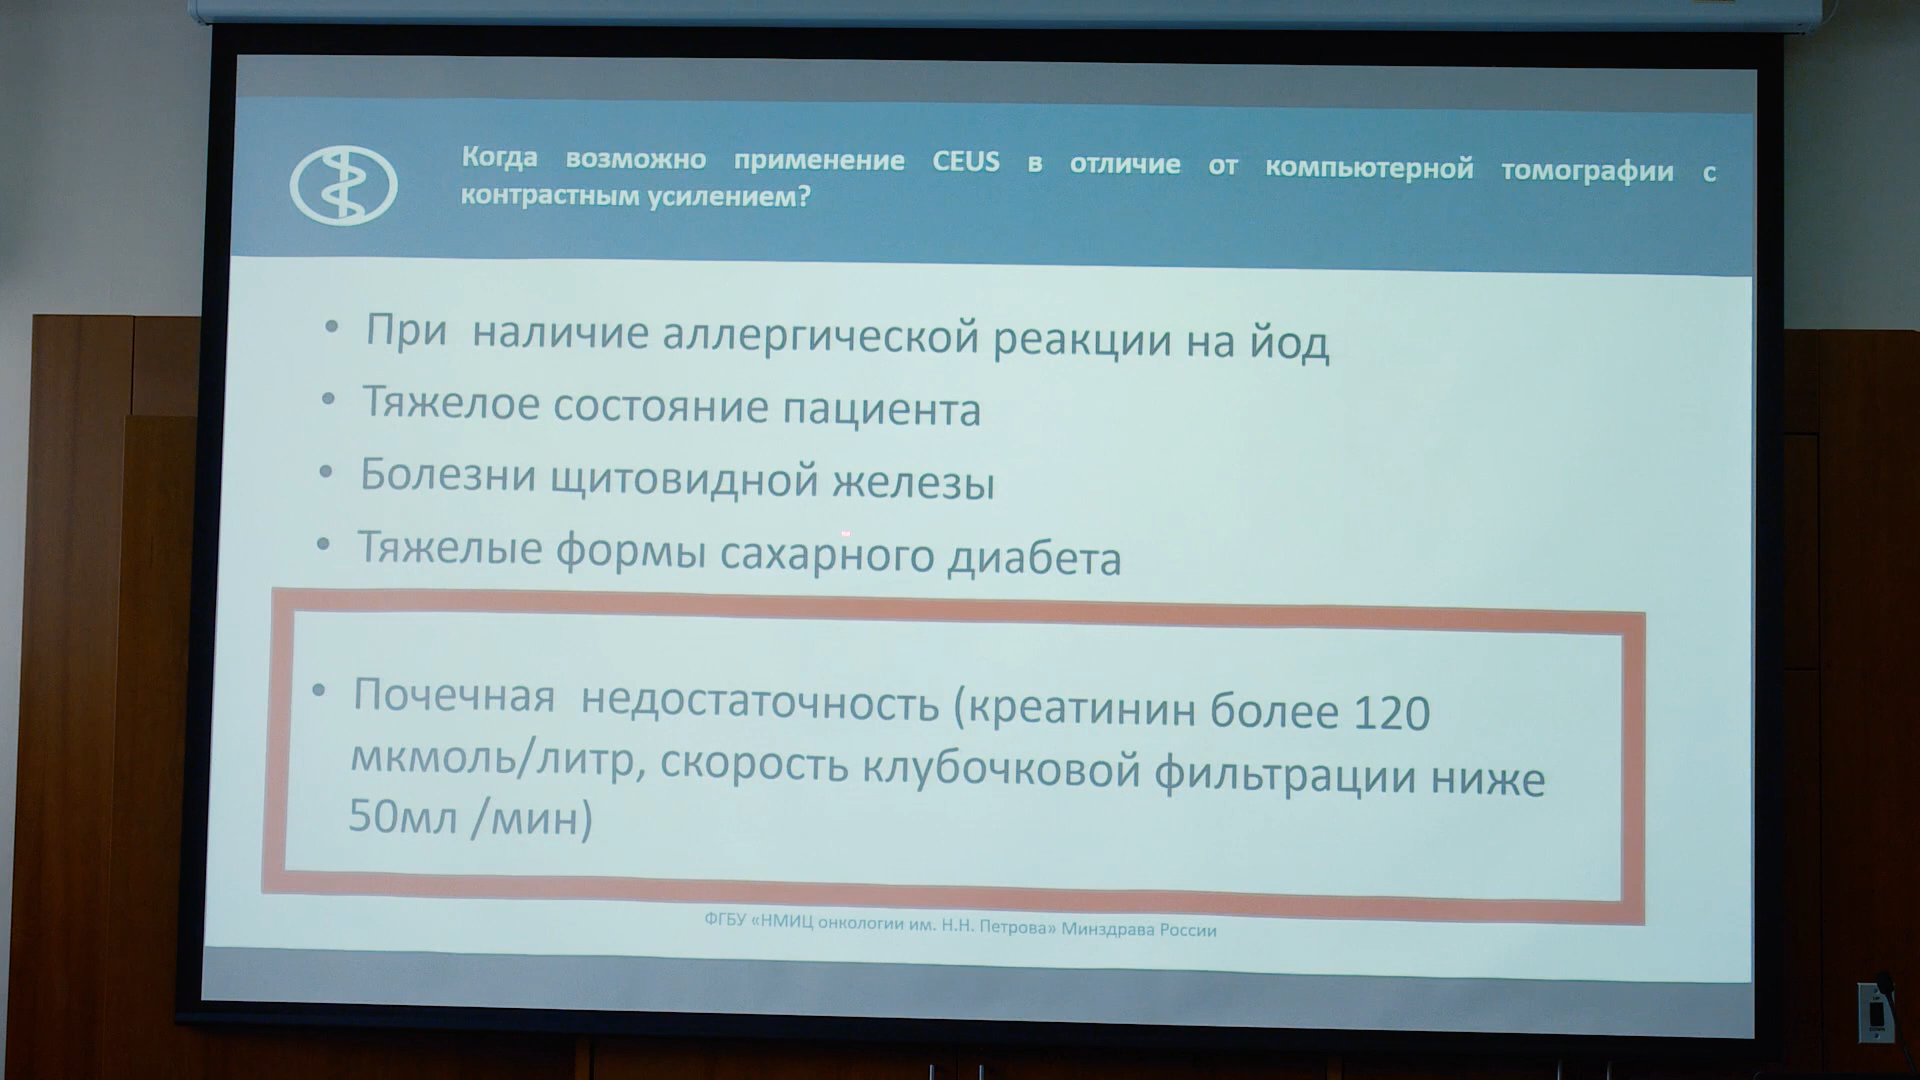 Когда возможно применение CEUS в отличие от компьютерной томографии с
контрастным усилением?
• При наличие аллергической реакции на йод
• Тяжелое состояние пациента
• Болезни щитовидной железы
• Тяжелые формы сахарного диабета
• Почечная недостаточность (креатинин более 120
мкмоль/литр, скорость клубочковой фильтрации ниже
50мл /мин)
ФГБУ «НМИЦ онкологии им. Н.Н. Петрова» Минздрава России